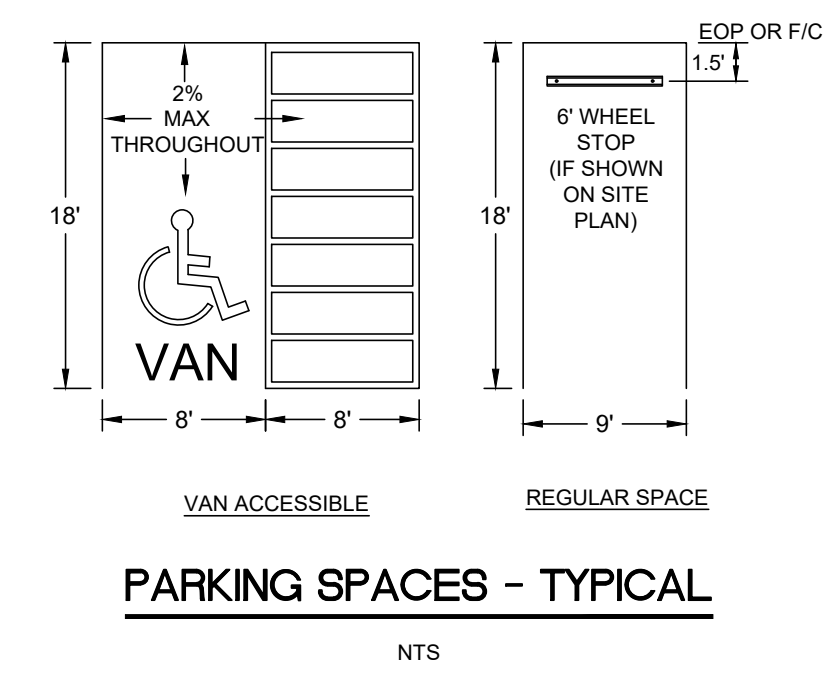 EOP OR F/C
1.5'
2%
MAX
THROUGHOUT
6' WHEEL
STOP
(IF SHOWN
ON SITE
PLAN)
18'
18'
VAN
8'
8'
9'
VAN ACCESSIBLE
REGULAR SPACE
PARKING SPACES - TYPICAL
NTS